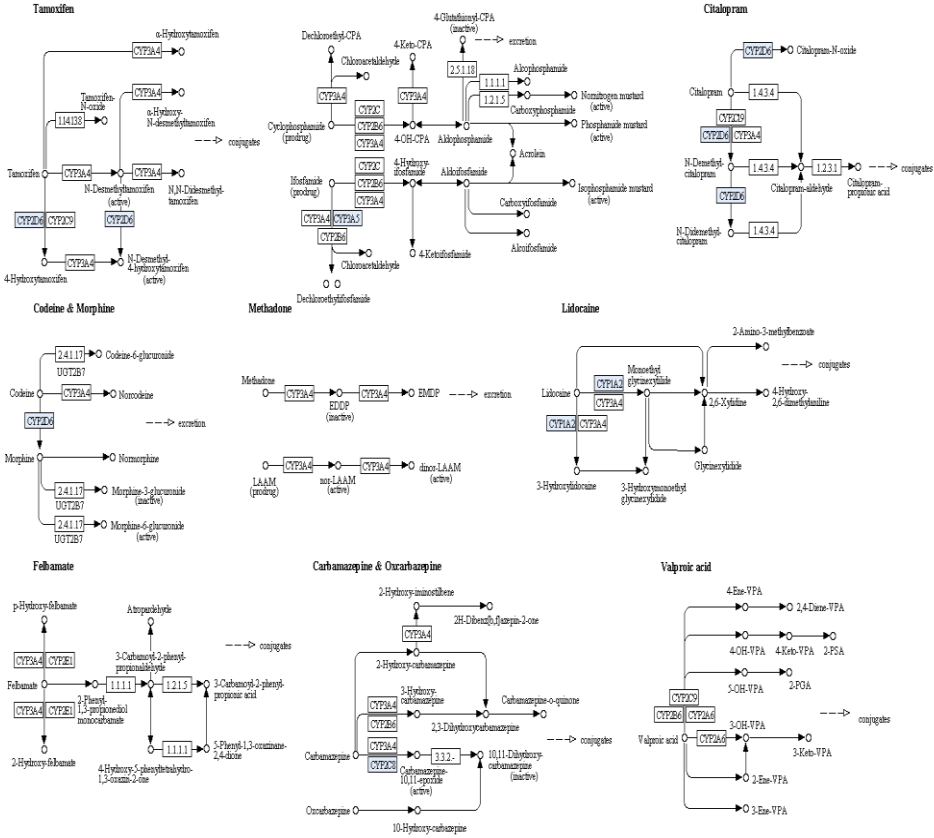 Tamoxifen
α-Hydroxytamoxifen
CYP3A4
Tamoxifen-
N-oxide
CYP3A4
1.14.13.8
α-Hydroxy-
N-desmethyltamoxifen
conjugates
Tamoxifen
CYP3A4
CYP3A4
N-Desmethyltamoxifen
(active)
N,N-Didesmethyl-
tamoxifen
CYP2D6
CYP2C9
CYP2D6
CYP3A4
4-Hydroxytamoxifen
N-Desmethyl-
4-hydroxytamoxifen
(active)
4-Glutathionyl-CPA
(inactive)
excretion
Dechloroethyl-CPA
4-Keto-CPA
Chloroacetaldehyde
2.5.1.18
Alcophosphamide
1.1.1.1
CYP3A4
CYP3A4
1.2.1.5
Carboxyphosphamide
Nornitrogen mustard
(active)
CYP2C
CYP2B6
CYP3A4
Cyclophosphamide
(prodrug)
4-OH-CPA
Aldophosphamide
Phosphamide mustard
(active)
Acrolein
CYP2C
CYP2B6
CYP3A4
4-Hydroxy-
ifosfamide
Ifosfamide
(prodrug)
Aldoifosfamide
Isophosphamide mustard
(active)
CYP3A4
CYP3A5
CYP2B6
Carboxyifosfamide
Alcoifosfamide
Chloroacetaldehyde
4-Ketoifosfamide
Dechloroethylifosfamide
Citalopram
CYP2D6
Citalopram-N-oxide
Citalopram
1.4.3.4
CYP2C19
CYP2D6
CYP3A4
N-Demethyl-
citalopram
1.4.3.4
1.2.3.1
conjugates
Citalopram-aldehyde
Citalopram-
propionic acid
CYP2D6
N-Didemethyl-
citalopram
1.4.3.4
Codeine & Morphine
2.4.1.17
Codeine-6-glucuronide
UGT2B7
Codeine
CYP3A4
Norcodeine
CYP2D6
excretion
Morphine
Normorphine
2.4.1.17
Morphine-3-glucuronide
(inactive)
UGT2B7
2.4.1.17
Morphine-6-glucuronide
(active)
UGT2B7
Methadone
Methadone
CYP3A4
CYP3A4
EMDP
excretion
EDDP
(inactive)
CYP3A4
CYP3A4
dinor-LAAM
(active)
LAAM
(prodrug)
nor-LAAM
(active)
Lidocaine
2-Amino-3-methylbenzoate
conjugates
Monoethyl
glycinexylidide
CYP1A2
Lidocaine
CYP3A4
2,6-Xylidine
4-Hydroxy-
2,6-dimethylaniline
CYP1A2
CYP3A4
Glycinexylidide
3-Hydroxylidocaine
3-Hydroxymonoethyl
glycinexylidide
Felbamate
p-Hydroxy-felbamate
Atropardehyde
conjugates
CYP3A4
CYP2E1
3-Carbamoyl-2-phenyl-
propionaldehyde
Felbamate
1.1.1.1
1.2.1.5
3-Carbamoyl-2-phenyl-
propionic acid
2-Phenyl-
1,3-propionediol
monocarbamate
CYP3A4
CYP2E1
1.1.1.1
5-Phenyl-1,3-oxazinane-
2,4-dione
2-Hydroxy-felbamate
4-Hydroxy-5-phenyltetrahydro-
1,3-oxazin-2-one
Carbamazepine & Oxcarbazepine
2-Hydroxy-iminostilbene
2H-Dibenz[b,f]azepin-2-one
CYP3A4
2-Hydroxy-carbamazepine
3-Hydroxy-
carbamazepine
Carbamazepine-o-quinone
CYP3A4
CYP2B6
2,3-Dihydroxycarbamazepine
CYP3A4
conjugates
Carbamazepine
3.3.2.-
10,11-Dihydroxy-
carbamazepine
(inactive)
CYP2C8
Carbamazepine-
10,11-epoxide
(active)
Oxcarbazepine
10-Hydroxy-carbazepine
Valproic acid
4-Ene-VPA
2,4-Diene-VPA
4-OH-VPA
4-Keto-VPA
2-PSA
5-OH-VPA
2-PGA
CYP2C9
CYP2B6
CYP2A6
3-OH-VPA
conjugates
Valproic acid
CYP2A6
3-Keto-VPA
2-Ene-VPA
3-Ene-VPA